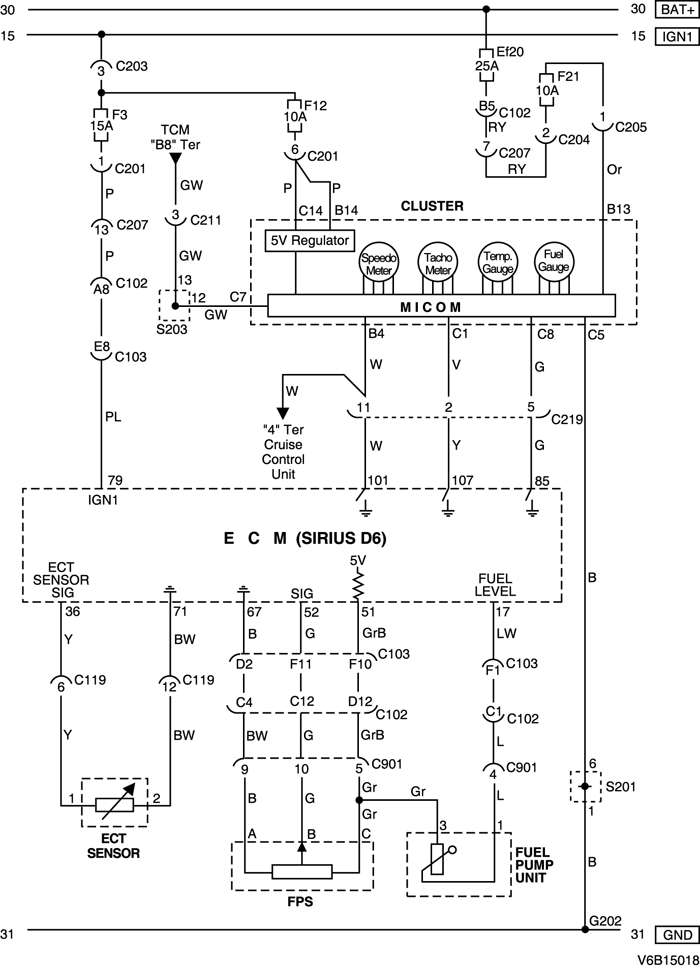 30 30 BAT+
15 15 IGN1
3 C203
Ef20
25A
F21
10A
F3
15A
F12
10A
TCM
"B8" Ter
B5 C102
RY
1 C205
2 C204
7 C207
RY
6 C201
1 C201
P
GW
P P
Or
3 C211
C14 B14
CLUSTER
B13
13 C207
5V Regulator
GW
P
Speedo
Meter
Tacho
Meter
Temp.
Gauge
Fuel
Gauge
A8 C102
13
12 C7
GW
S203
MICOM
B4 C1 C8 C5
E8 C103
W V G
W
11 2 5 C219
PL
"4" Ter
Cruise
Control
Unit
W Y G
79
IGN1
101 107 85
E C M (SIRIUS D6)
5V
ECT
SENSOR
SIG
SIG
FUEL
LEVEL
B
36 71 67 52 51 17
Y BW B G GrB LW
D2 F11 F10 C103
F1 C103
6 C119 12 C119
C4 C12 D12 C102
C1 C102
Y BW BW G GrB L
9 10 5 C901
4 C901
6
S201
1
Gr
Gr
B G Gr L
1 2
A B C
3 1
ECT
SENSOR
FPS
FUEL
PUMP
UNIT
B
G202
31 31 GND
V6B15018